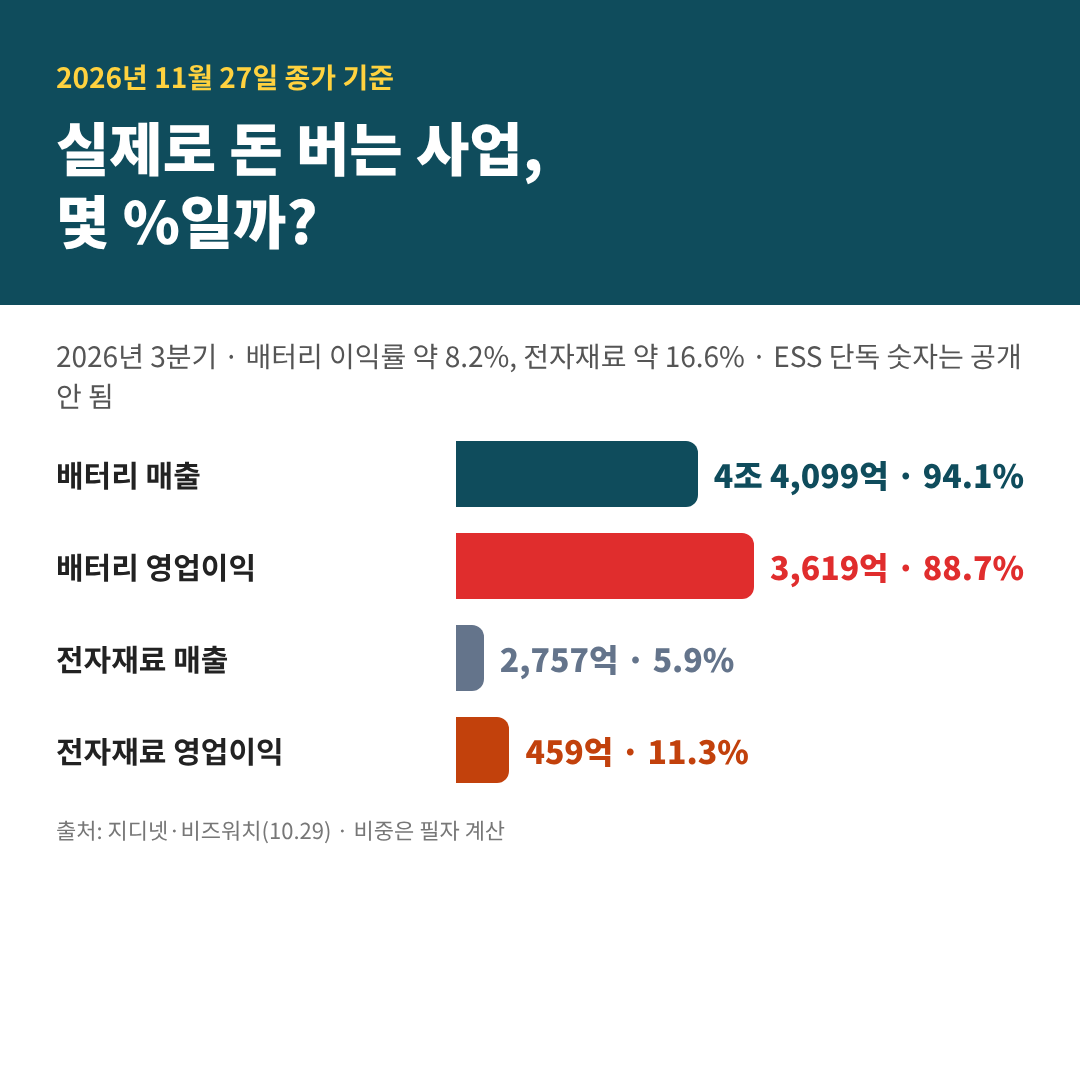 2026년 11월 27일 종가 기준
실제로 돈 버는 사업,
몇 %일까?
2026년 3분기 · 배터리 이익률 약 8.2%, 전자재료 약 16.6% · ESS 단독 숫자는 공개
안 됨
배터리 매출 4조 4,099억 · 94.1%
배터리 영업이익 3,619억 · 88.7%
전자재료 매출 2,757억 · 5.9%
전자재료 영업이익 459억 · 11.3%
출처: 지디넷·비즈워치(10.29) · 비중은 필자 계산